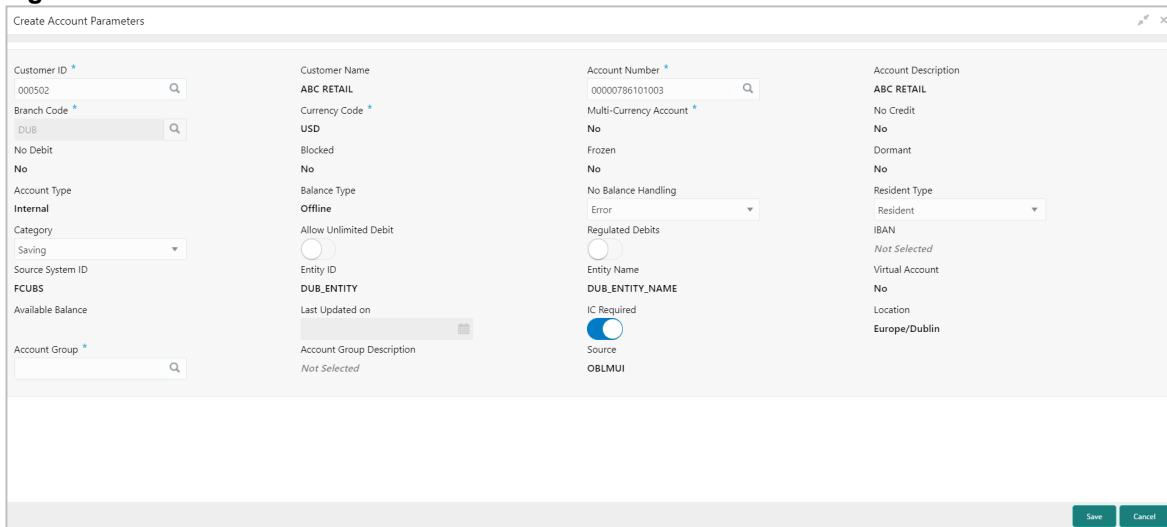 Create Account Parameters
Customer ID * Customer Name Account Number * Account Description
000502 ABC RETAIL 00000786101003 ABC RETAIL
Branch Code * Currency Code * Multi-Currency Account * No Credit
DUB USD No No
No Debit Blocked Frozen Dormant
No No No No
Account Type Balance Type No Balance Handling Resident Type
Internal Offline Error Resident
Category Allow Unlimited Debit Regulated Debits IBAN
Saving Not Selected
Source System ID Entity ID Entity Name Virtual Account
FCUBS DUB_ENTITY DUB_ENTITY_NAME No
Available Balance Last Updated on IC Required Location
Europe/Dublin
Account Group * Account Group Description Source
Not Selected OBLMUI
Save Cancel